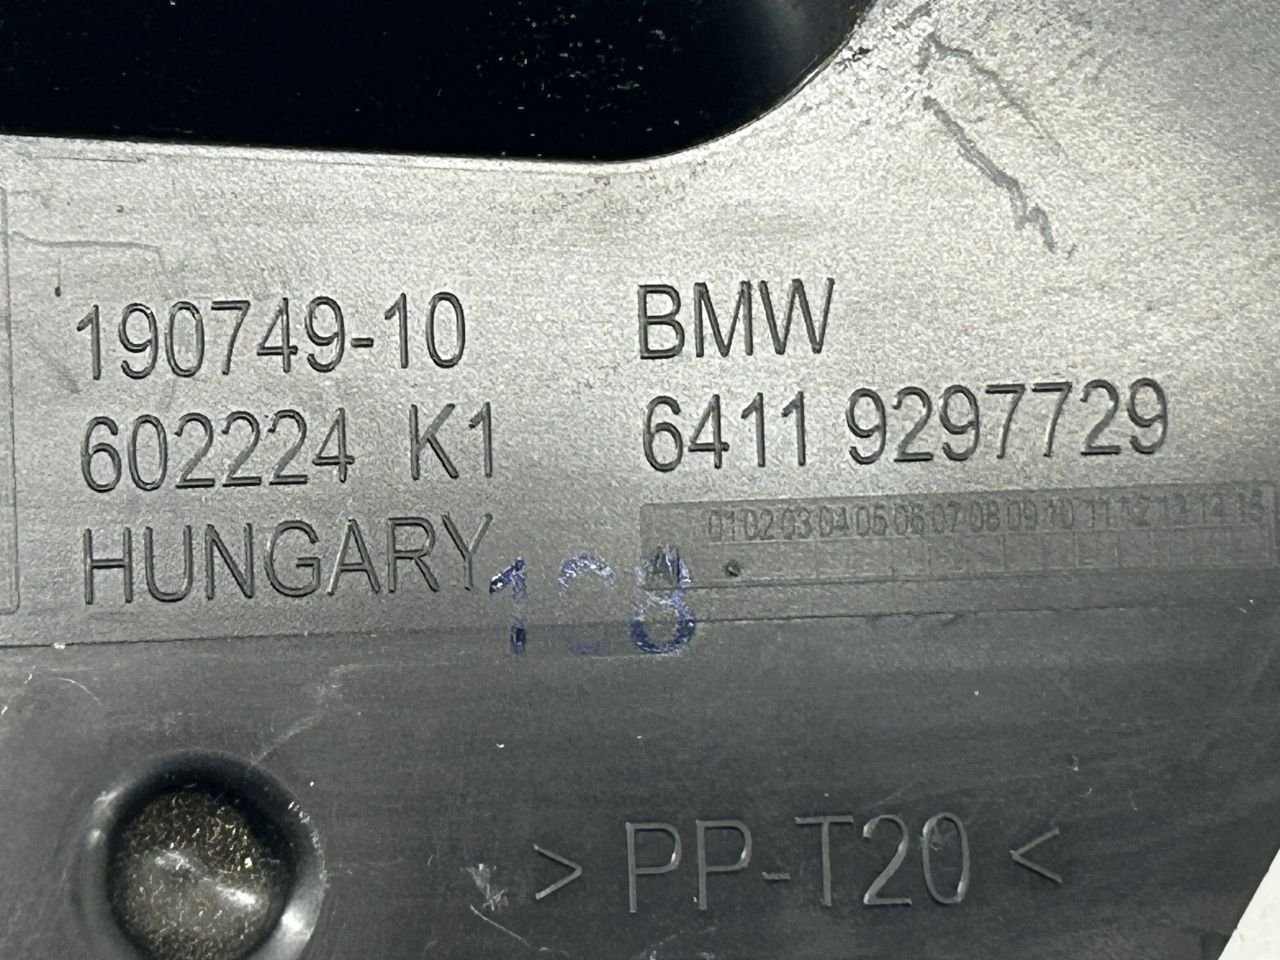 190749-10
602224 K1
HUNGARY
BMW
6411 9297729
01 02 03 04 05 06 07 08 09 10 11 12 13 14 15
>PP-T20<